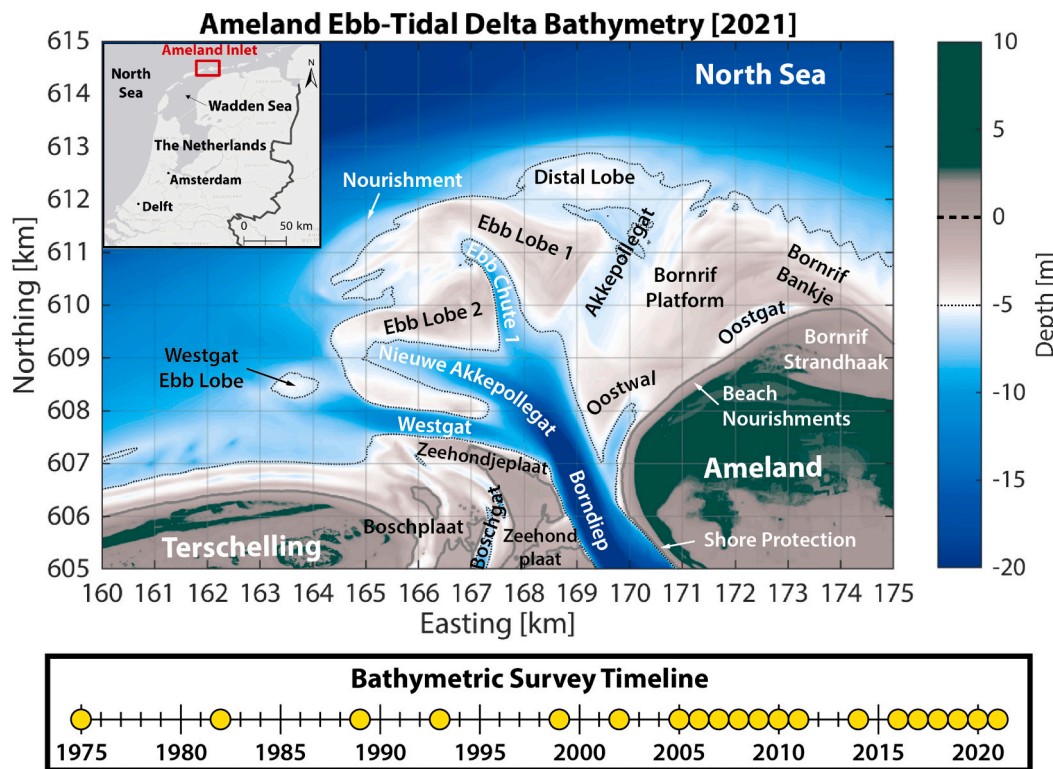 Ameland Ebb-Tidal Delta Bathymetry [2021]
615
614
613
612
611
610
609
608
607
606
605
Northing [km]
160 161 162 163 164 165 166 167 168 169 170 171 172 173 174 175
Easting [km]
Ameland Inlet
North
Sea
N
Wadden Sea
The Netherlands
Amsterdam
Delft
0 50 km
North Sea
Nourishment
Distal Lobe
Ebb Lobe 1
Ebb Chute 1
Akkepollegat
Bornrif
Platform
Bornrif
Bankje
Ebb Lobe 2
Oostgat
Bornrif
Strandhaak
Westgat
Ebb Lobe
Nieuwe Akkepollegat
Oostwal
Beach
Nourishments
Westgat
Zeehondjeplaat
Ameland
Borndiep
Boschplaat
Boschgat
Zeehond
plaat
Shore Protection
Terschelling
10
5
0
-5
-10
-15
-20
Depth [m]
Bathymetric Survey Timeline
1975 1980 1985 1990 1995 2000 2005 2010 2015 2020